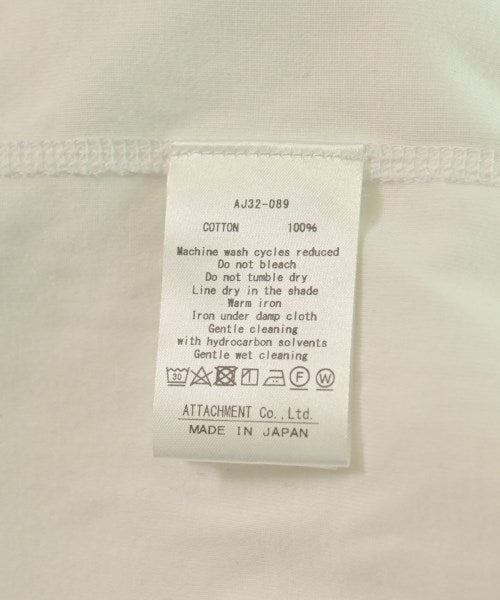 AJ32-089
COTTON 100%
Machine wash cycles reduced
Do not bleach
Do not tumble dry
Line dry in the shade
Warm iron
Iron under damp cloth
Gentle cleaning
with hydrocarbon solvents
Gentle wet cleaning
30 F W
ATTACHMENT Co.,Ltd.
MADE IN JAPAN